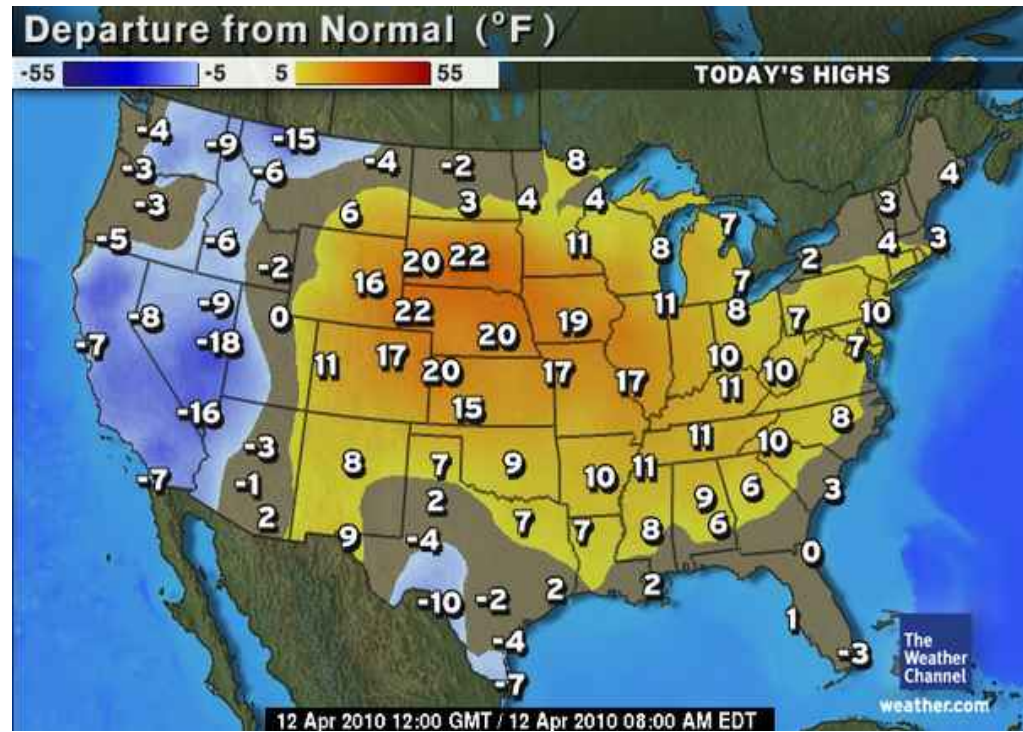 Departure from Normal (°F)
-55 -5 5 55 TODAY'S HIGHS
-4 -9 -15 -4 -2 8
-3 -6 4
-3 6 3 4 4 3
-5 -6 11 8 7 4 3
-2 20 22 2
16 7
0 22 11 8 10
-8 -9 19 7
-7 -18 20 7
11 17 20 17 17 10 10
-16 15 11
8
-3 11 10
8 7 9 10 11
-1 2 9 6 3
2 7 7 8 6
9 -4 0
-10 -2 2 2 1
-4 -3
-7
The
Weather
Channel
weather.com
12 Apr 2010 12:00 GMT / 12 Apr 2010 08:00 AM EDT